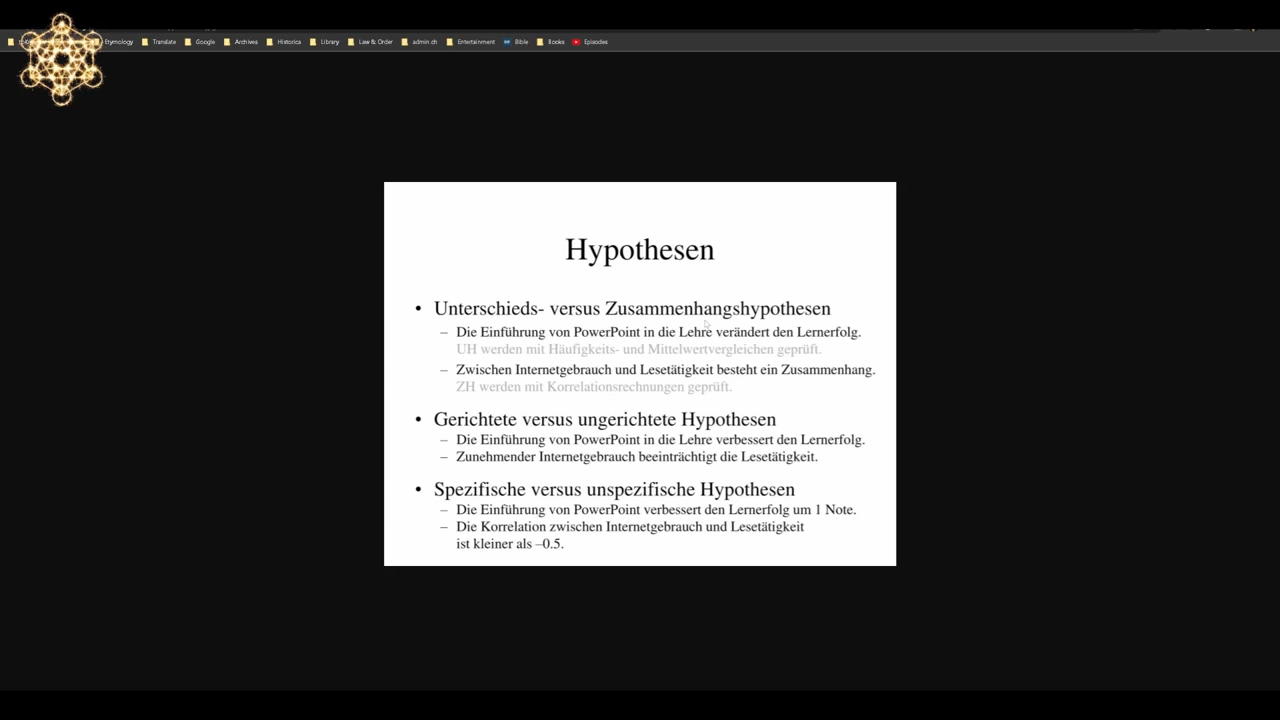 Etymology Translate Google Archives Historica Library Law & Order admin.ch Entertainment Bible Books Episodes
Hypothesen
• Unterschieds- versus Zusammenhangshypothesen
– Die Einführung von PowerPoint in die Lehre verändert den Lernerfolg.
UH werden mit Häufigkeits- und Mittelwertvergleichen geprüft.
– Zwischen Internetgebrauch und Lesetätigkeit besteht ein Zusammenhang.
ZH werden mit Korrelationsrechnungen geprüft.
• Gerichtete versus ungerichtete Hypothesen
– Die Einführung von PowerPoint in die Lehre verbessert den Lernerfolg.
– Zunehmender Internetgebrauch beeinträchtigt die Lesetätigkeit.
• Spezifische versus unspezifische Hypothesen
– Die Einführung von PowerPoint verbessert den Lernerfolg um 1 Note.
– Die Korrelation zwischen Internetgebrauch und Lesetätigkeit
ist kleiner als –0.5.